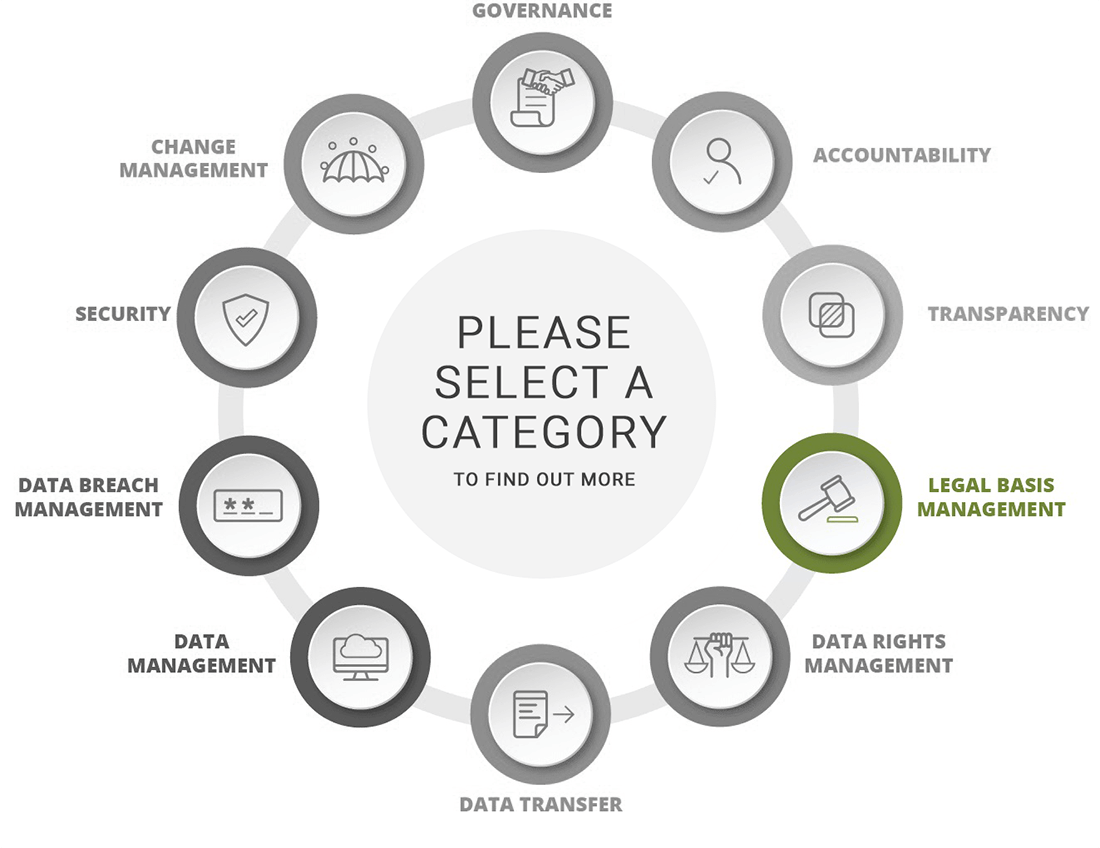 GOVERNANCE
CHANGE
MANAGEMENT
ACCOUNTABILITY
SECURITY
TRANSPARENCY
PLEASE
SELECT A
CATEGORY
TO FIND OUT MORE
DATA BREACH
MANAGEMENT
**_
LEGAL BASIS
MANAGEMENT
DATA
MANAGEMENT
DATA RIGHTS
MANAGEMENT
DATA TRANSFER